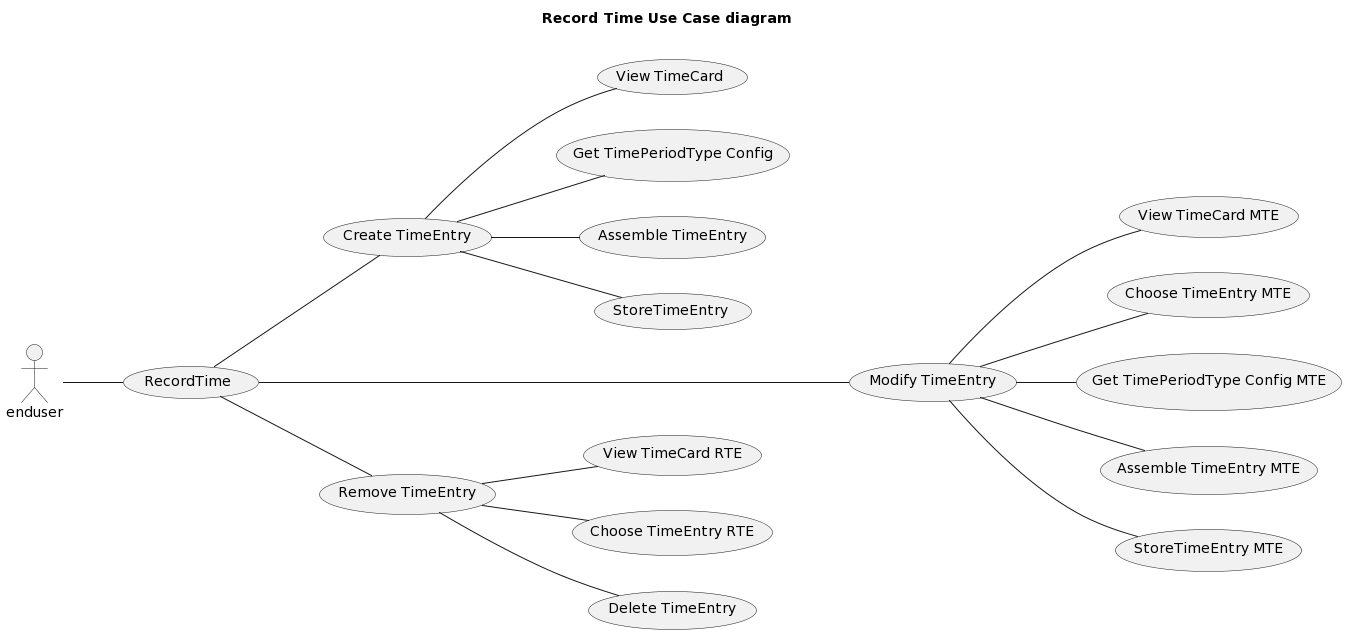 Record Time Use Case diagram
View TimeCard
Get TimePeriodType Config
Create TimeEntry
Assemble TimeEntry
StoreTimeEntry
enduser
RecordTime
Modify TimeEntry
View TimeCard MTE
Choose TimeEntry MTE
Get TimePeriodType Config MTE
Assemble TimeEntry MTE
StoreTimeEntry MTE
Remove TimeEntry
View TimeCard RTE
Choose TimeEntry RTE
Delete TimeEntry